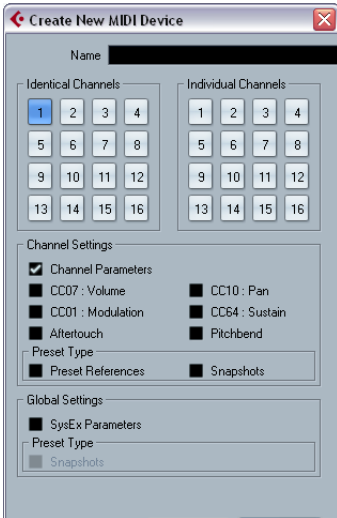 Create New MIDI Device
Name
Identical Channels Individual Channels
1 2 3 4 1 2 3 4
5 6 7 8 5 6 7 8
9 10 11 12 9 10 11 12
13 14 15 16 13 14 15 16
Channel Settings
Channel Parameters
CC07 : Volume CC10 : Pan
CC01 : Modulation CC64 : Sustain
Aftertouch Pitchbend
Preset Type
Preset References Snapshots
Global Settings
SysEx Parameters
Preset Type
Snapshots